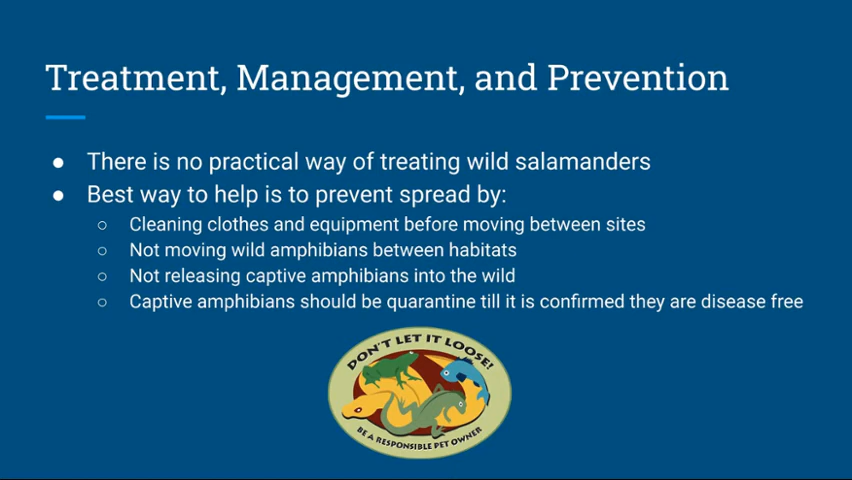 Treatment, Management, and Prevention
● There is no practical way of treating wild salamanders
● Best way to help is to prevent spread by:
○ Cleaning clothes and equipment before moving between sites
○ Not moving wild amphibians between habitats
○ Not releasing captive amphibians into the wild
○ Captive amphibians should be quarantine till it is confirmed they are disease free
DON'T LET IT LOOSE!
BE A RESPONSIBLE PET OWNER